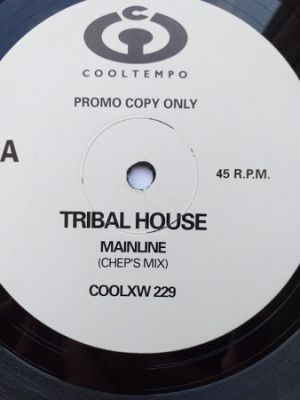 C
COOLTEMPO
PROMO COPY ONLY
A
45 R.P.M.
TRIBAL HOUSE
MAINLINE
(CHEP'S MIX)
COOLXW 229